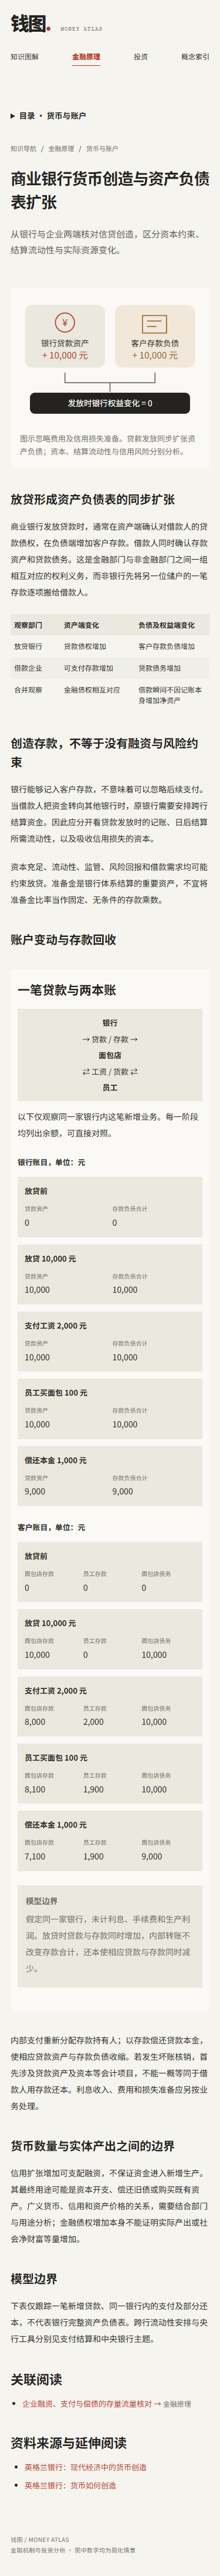 钱图. MONEY ATLAS
知识图解 金融原理 投资 概念索引
▶ 目录 · 货币与账户
知识导航 / 金融原理 / 货币与账户
商业银行货币创造与资产负债
表扩张
从银行与企业两端核对信贷创造，区分资本约束、
结算流动性与实际资源变化。
¥
银行贷款资产
+ 10,000 元
客户存款负债
+ 10,000 元
发放时银行权益变化 = 0
图示忽略费用及信用损失准备。贷款发放同步扩张资
产负债；资本、结算流动性与信用风险分别分析。
放贷形成资产负债表的同步扩张
商业银行发放贷款时，通常在资产端确认对借款人的贷
款债权，在负债端增加客户存款。借款人同时确认存款
资产和贷款债务。这是金融部门与非金融部门之间一组
相互对应的权利义务，而非银行先将另一位储户的一笔
存款逐项搬给借款人。
观察部门 资产端变化 负债及权益端变化
放贷银行 贷款债权增加 客户存款负债增加
借款企业 可支付存款增加 贷款债务增加
合并观察 金融债权相互对应 借款瞬间不因记账本
身增加净资产
创造存款，不等于没有融资与风险约
束
银行能够记入客户存款，不意味着可以忽略后续支付。
当借款人把资金转向其他银行时，原银行需要安排跨行
结算资金。因此应分开看贷款发放时的记账、日后结算
所需流动性，以及吸收信用损失的资本。
资本充足、流动性、监管、风险回报和借款需求均可能
约束放贷。准备金是银行体系结算的重要资产，不宜将
准备金比率当作固定、无条件的存款乘数。
账户变动与存款回收
一笔贷款与两本账
银行
→ 贷款 / 存款 →
面包店
⇄ 工资 / 货款 ⇄
员工
以下仅观察同一家银行内这笔新增业务。每一阶段
均列出余额，可直接对照。
银行账目，单位：元
放贷前
贷款资产 存款负债合计
0 0
放贷 10,000 元
贷款资产 存款负债合计
10,000 10,000
支付工资 2,000 元
贷款资产 存款负债合计
10,000 10,000
员工买面包 100 元
贷款资产 存款负债合计
10,000 10,000
偿还本金 1,000 元
贷款资产 存款负债合计
9,000 9,000
客户账目，单位：元
放贷前
面包店存款 员工存款 面包店债务
0 0 0
放贷 10,000 元
面包店存款 员工存款 面包店债务
10,000 0 10,000
支付工资 2,000 元
面包店存款 员工存款 面包店债务
8,000 2,000 10,000
员工买面包 100 元
面包店存款 员工存款 面包店债务
8,100 1,900 10,000
偿还本金 1,000 元
面包店存款 员工存款 面包店债务
7,100 1,900 9,000
模型边界
假定同一家银行，未计利息、手续费和生产利
润。放贷时贷款与存款同时增加，内部转账不
改变存款合计，还本使相应贷款与存款同时减
少。
内部支付重新分配存款持有人；以存款偿还贷款本金，
使相应贷款资产与存款负债收缩。若发生坏账核销，首
先涉及贷款资产及资本等会计项目，不能一概等同于借
款人用存款还本。利息收入、费用和损失准备应另按业
务处理。
货币数量与实体产出之间的边界
信用扩张增加可支配融资，不保证资金进入新增生产。
其最终用途可能是资本开支、偿还旧债或购买既有资
产。广义货币、信用和资产价格的关系，需要结合部门
与用途分析；金融债权增加本身不能证明实际产出或社
会净财富等量增加。
模型边界
下表仅跟踪一笔新增贷款、同一银行内的支付及部分还
本，不代表银行完整资产负债表。跨行流动性安排与央
行工具分别见支付结算和中央银行主题。
关联阅读
• 企业融资、支付与偿债的存量流量核对 → 金融原理
资料来源与延伸阅读
• 英格兰银行：现代经济中的货币创造
• 英格兰银行：货币如何创造
钱图 / MONEY ATLAS
金融机制与投资分析 · 图中数字均为简化情景